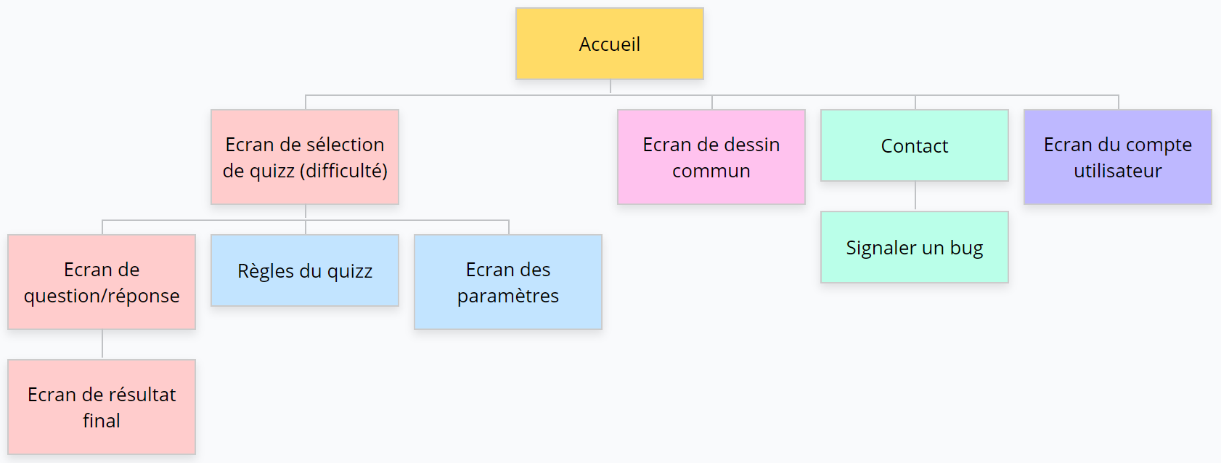 Accueil
Ecran de sélection
de quizz (difficulté)
Ecran de dessin
commun
Contact
Ecran du compte
utilisateur
Signaler un bug
Ecran de
question/réponse
Règles du quizz
Ecran des
paramètres
Ecran de résultat
final